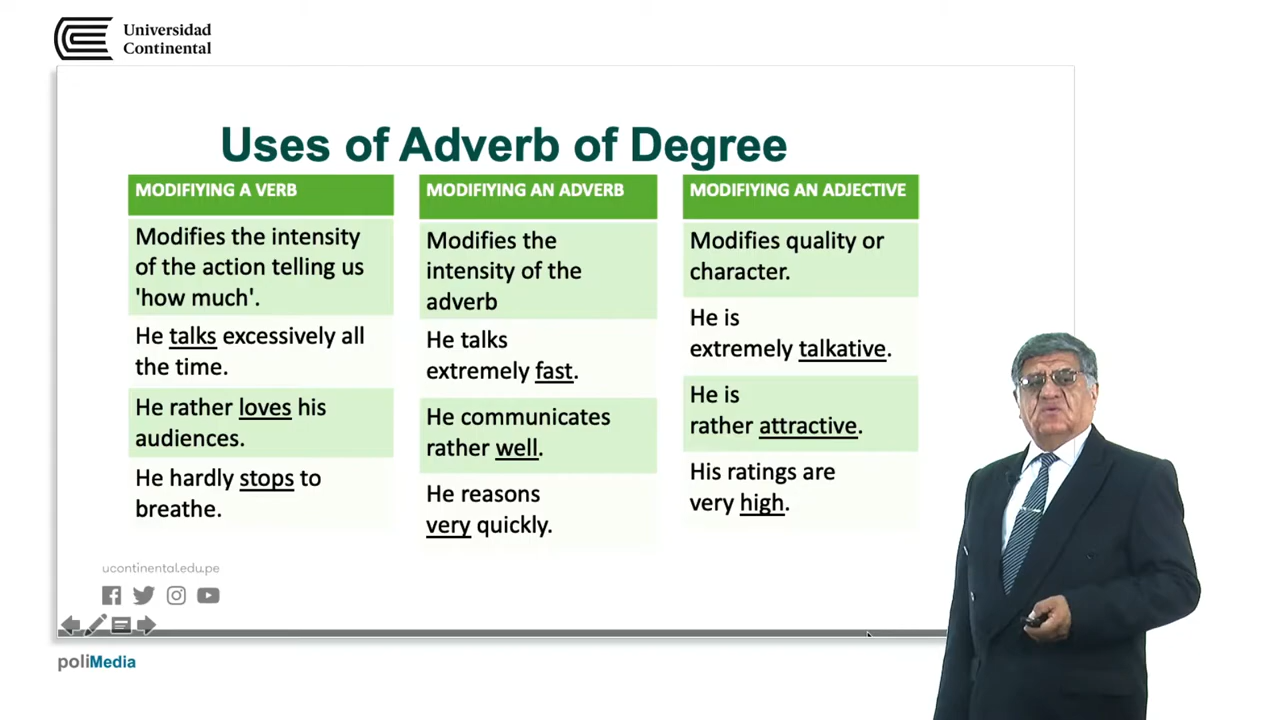 Universidad
Continental
Uses of Adverb of Degree
MODIFIYING A VERB
Modifies the intensity
of the action telling us
'how much'.
He talks excessively all
the time.
He rather loves his
audiences.
He hardly stops to
breathe.
MODIFIYING AN ADVERB
Modifies the
intensity of the
adverb
He talks
extremely fast.
He communicates
rather well.
He reasons
very quickly.
MODIFIYING AN ADJECTIVE
Modifies quality or
character.
He is
extremely talkative.
He is
rather attractive.
His ratings are
very high.
ucontinental.edu.pe
poliMedia